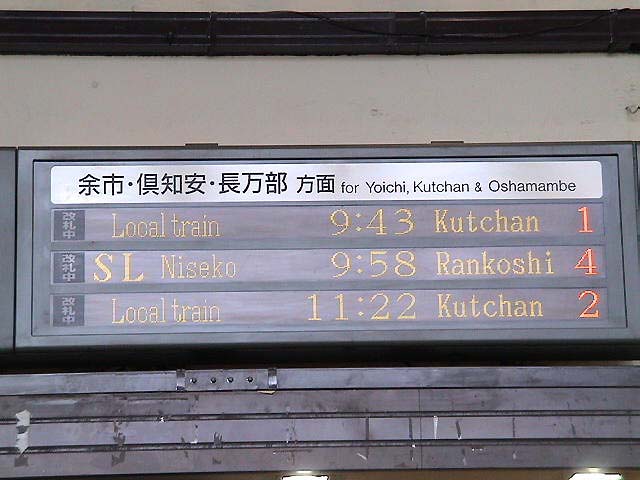 余市・倶知安・長万部 方面 for Yoichi, Kutchan & Oshamambe
改札中 Local train 9:43 Kutchan 1
改札中 SL Niseko 9:58 Rankoshi 4
改札中 Local train 11:22 Kutchan 2